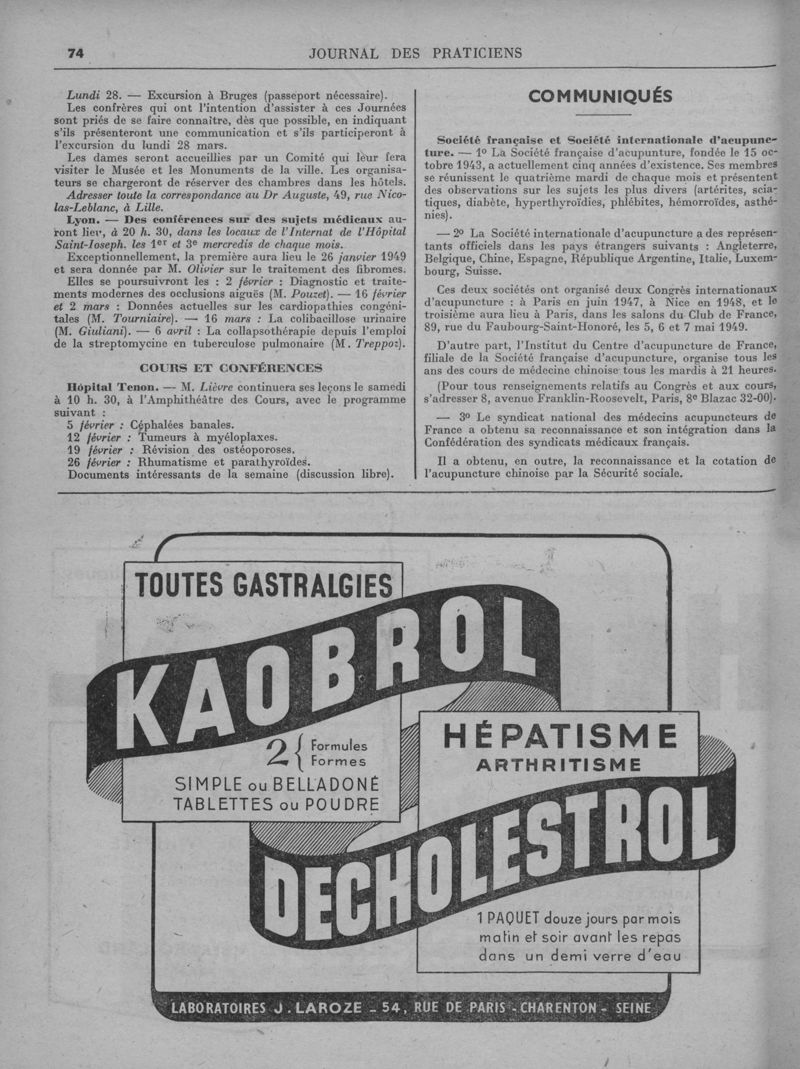 74
JOURNAL DES PRATICIENS
Lundi 28. — Excursion à Bruges (passeport nécessaire).
Les confrères qui ont l'intention d'assister à ces Journées
sont priés de se faire connaître, dès que possible, en indiquant
s'ils présenteront une communication et s'ils participeront à
l'excursion du lundi 28 mars.
Les dames seront accueillies par un Comité qui leur fera
visiter le Musée et les Monuments de la ville. Les organisa-
teurs se chargeront de réserver des chambres dans les hôtels.
Adresser toute la correspondance au Dr Auguste, 49, rue Nico-
las-Leblanc, à Lille.
Lyon. — Des conférences sur des sujets médicaux au-
ront lieu, à 20 h. 30, dans les locaux de l'Internat de l'Hôpital
Saint-Joseph. les 1er et 3e mercredis de chaque mois.
Exceptionnellement, la première aura lieu le 26 janvier 1949
et sera donnée par M. Olivier sur le traitement des fibromes.
Elles se poursuivront les : 2 février : Diagnostic et traite-
ments modernes des occlusions aiguës (M. Pouzet). — 16 février
et 2 mars : Données actuelles sur les cardiopathies congéni-
tales (M. Tourniaire). — 16 mars : La colibacillose urinaire
(M. Giuliani). — 6 avril : La collapsothérapie depuis l'emploi
de la streptomycine en tuberculose pulmonaire (M. Treppoz).
COURS ET CONFÉRENCES
Hôpital Tenon. — M. Lièvre continuera ses leçons le samedi
à 10 h. 30, à l'Amphithéâtre des Cours, avec le programme
suivant :
5 février : Céphalées banales.
12 février : Tumeurs à myéloplaxes.
19 février : Révision des ostéoporoses.
26 février : Rhumatisme et parathyroïdes.
Documents intéressants de la semaine (discussion libre).
COMMUNIQUÉS
Société française et Société internationale d'acupunc-
ture. — 1º La Société française d'acupunture, fondée le 15 oc-
tobre 1943, a actuellement cinq années d'existence. Ses membres
se réunissent le quatrième mardi de chaque mois et présentent
des observations sur les sujets les plus divers (artérites, scia-
tiques, diabète, hyperthyroïdies, phlébites, hémorroïdes, asthé-
nies).
— 2º La Société internationale d'acupuncture a des représen-
tants officiels dans les pays étrangers suivants : Angleterre,
Belgique, Chine, Espagne, République Argentine, Italie, Luxem-
bourg, Suisse.
Ces deux sociétés ont organisé deux Congrès internationaux
d'acupuncture : à Paris en juin 1947, à Nice en 1948, et le
troisième aura lieu à Paris, dans les salons du Club de France,
89, rue du Faubourg-Saint-Honoré, les 5, 6 et 7 mai 1949.
D'autre part, l'Institut du Centre d'acupuncture de France,
filiale de la Société française d'acupuncture, organise tous les
ans des cours de médecine chinoise tous les mardis à 21 heures.
(Pour tous renseignements relatifs au Congrès et aux cours,
s'adresser 8, avenue Franklin-Roosevelt, Paris, 8e Blazac 32-00).
— 3º Le syndicat national des médecins acupuncteurs de
France a obtenu sa reconnaissance et son intégration dans la
Confédération des syndicats médicaux français.
Il a obtenu, en outre, la reconnaissance et la cotation de
l'acupuncture chinoise par la Sécurité sociale.
TOUTES GASTRALGIES
KAOBROL
2 { Formules
Formes
SIMPLE ou BELLADONÉ
TABLETTES ou POUDRE
HÉPATISME
ARTHRITISME
DECHOLESTROL
1 PAQUET douze jours par mois
matin et soir avant les repas
dans un demi verre d'eau
LABORATOIRES J. LAROZE - 54, RUE DE PARIS - CHARENTON - SEINE